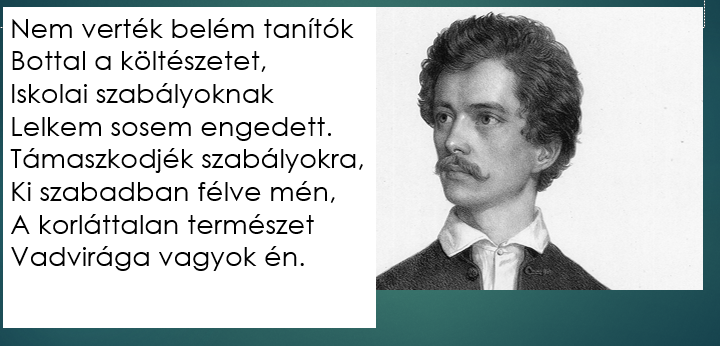 Nem verték belém tanítók
Bottal a költészetet,
Iskolai szabályoknak
Lelkem sosem engedett.
Támaszkodjék szabályokra,
Ki szabadban félve mén,
A korláttalan természet
Vadvirága vagyok én.